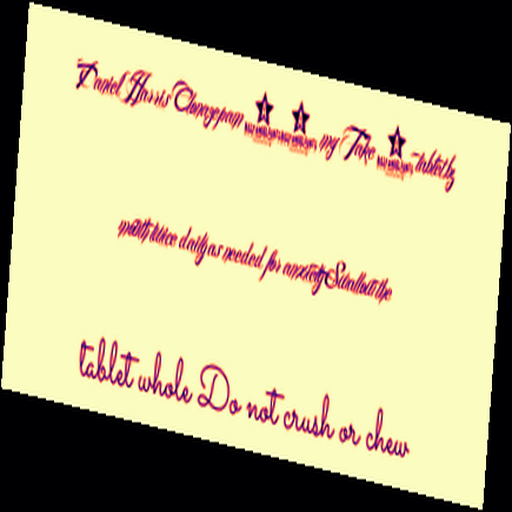 Daniel Harris Clonazepam mg Take tablet by
mouth twice daily as needed for anxiety Swallow the
tablet whole Do not crush or chew